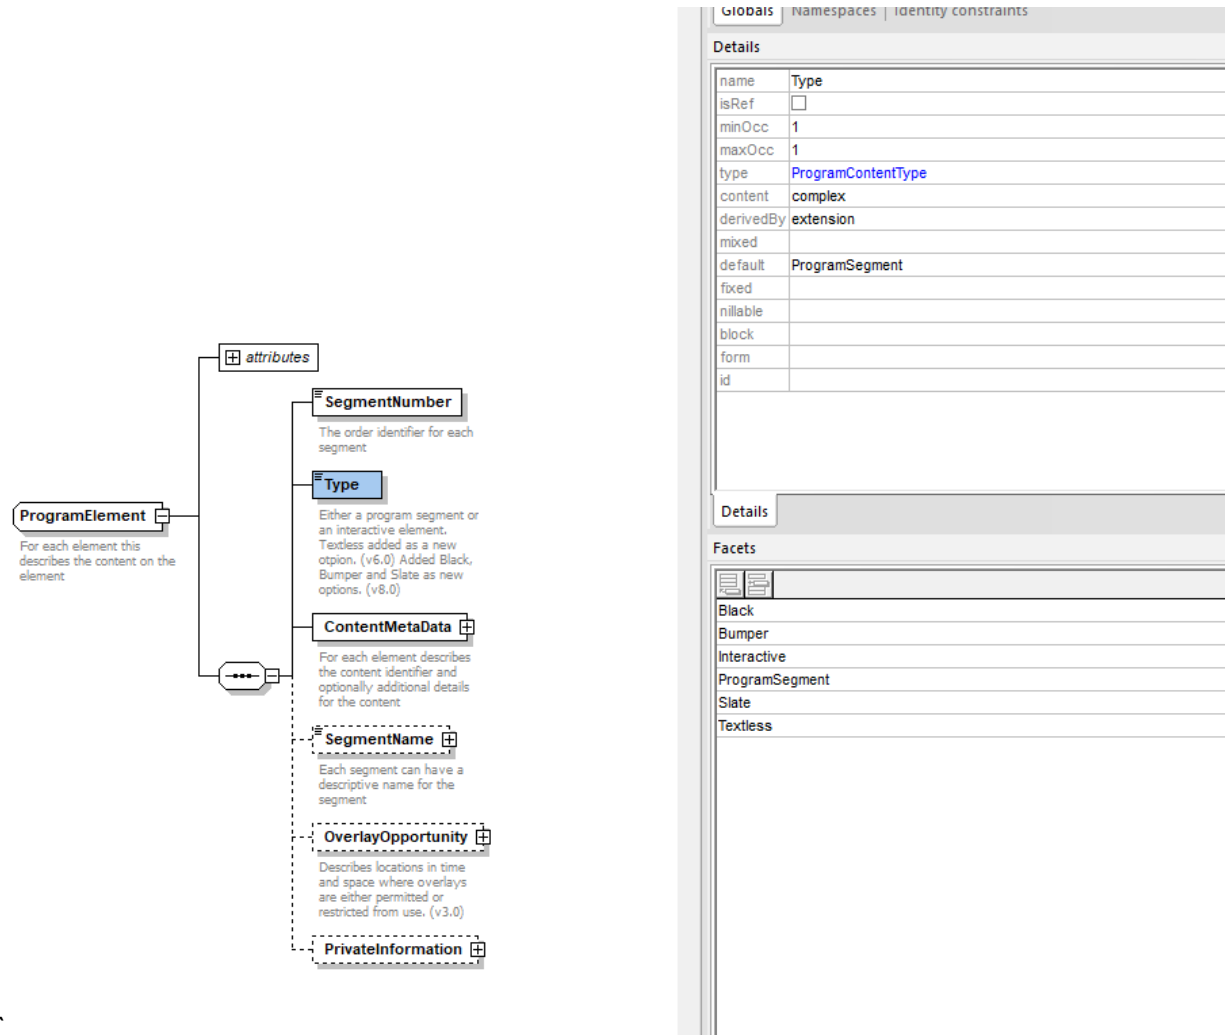 Globals Namespaces Identity constraints
Details
name Type
isRef
minOcc 1
maxOcc 1
type ProgramContentType
content complex
derivedBy extension
mixed
default ProgramSegment
fixed
nillable
block
form
id
attributes
SegmentNumber
The order identifier for each
segment
Type
Either a program segment or
an interactive element.
Textless added as a new
otpion. (v6.0) Added Black,
Bumper and Slate as new
options. (v8.0)
ProgramElement
For each element this
describes the content on the
element
ContentMetaData
For each element describes
the content identifier and
optionally additional details
for the content
SegmentName
Each segment can have a
descriptive name for the
segment
OverlayOpportunity
Describes locations in time
and space where overlays
are either permitted or
restricted from use. (v3.0)
PrivateInformation
Details
Facets
Black
Bumper
Interactive
ProgramSegment
Slate
Textless